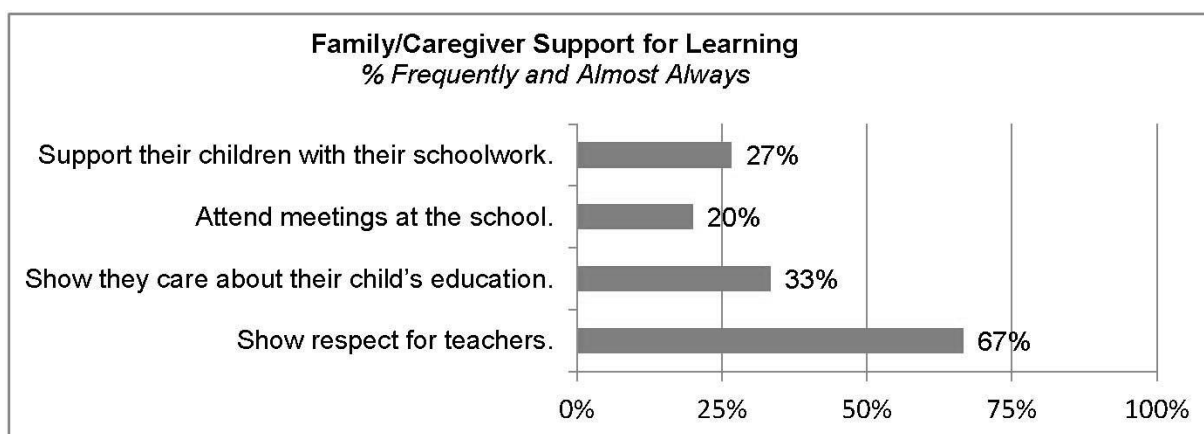 Family/Caregiver Support for Learning
% Frequently and Almost Always
Support their children with their schoolwork.
27%
Attend meetings at the school.
20%
Show they care about their child’s education.
33%
Show respect for teachers.
67%
0%
25%
50%
75%
100%